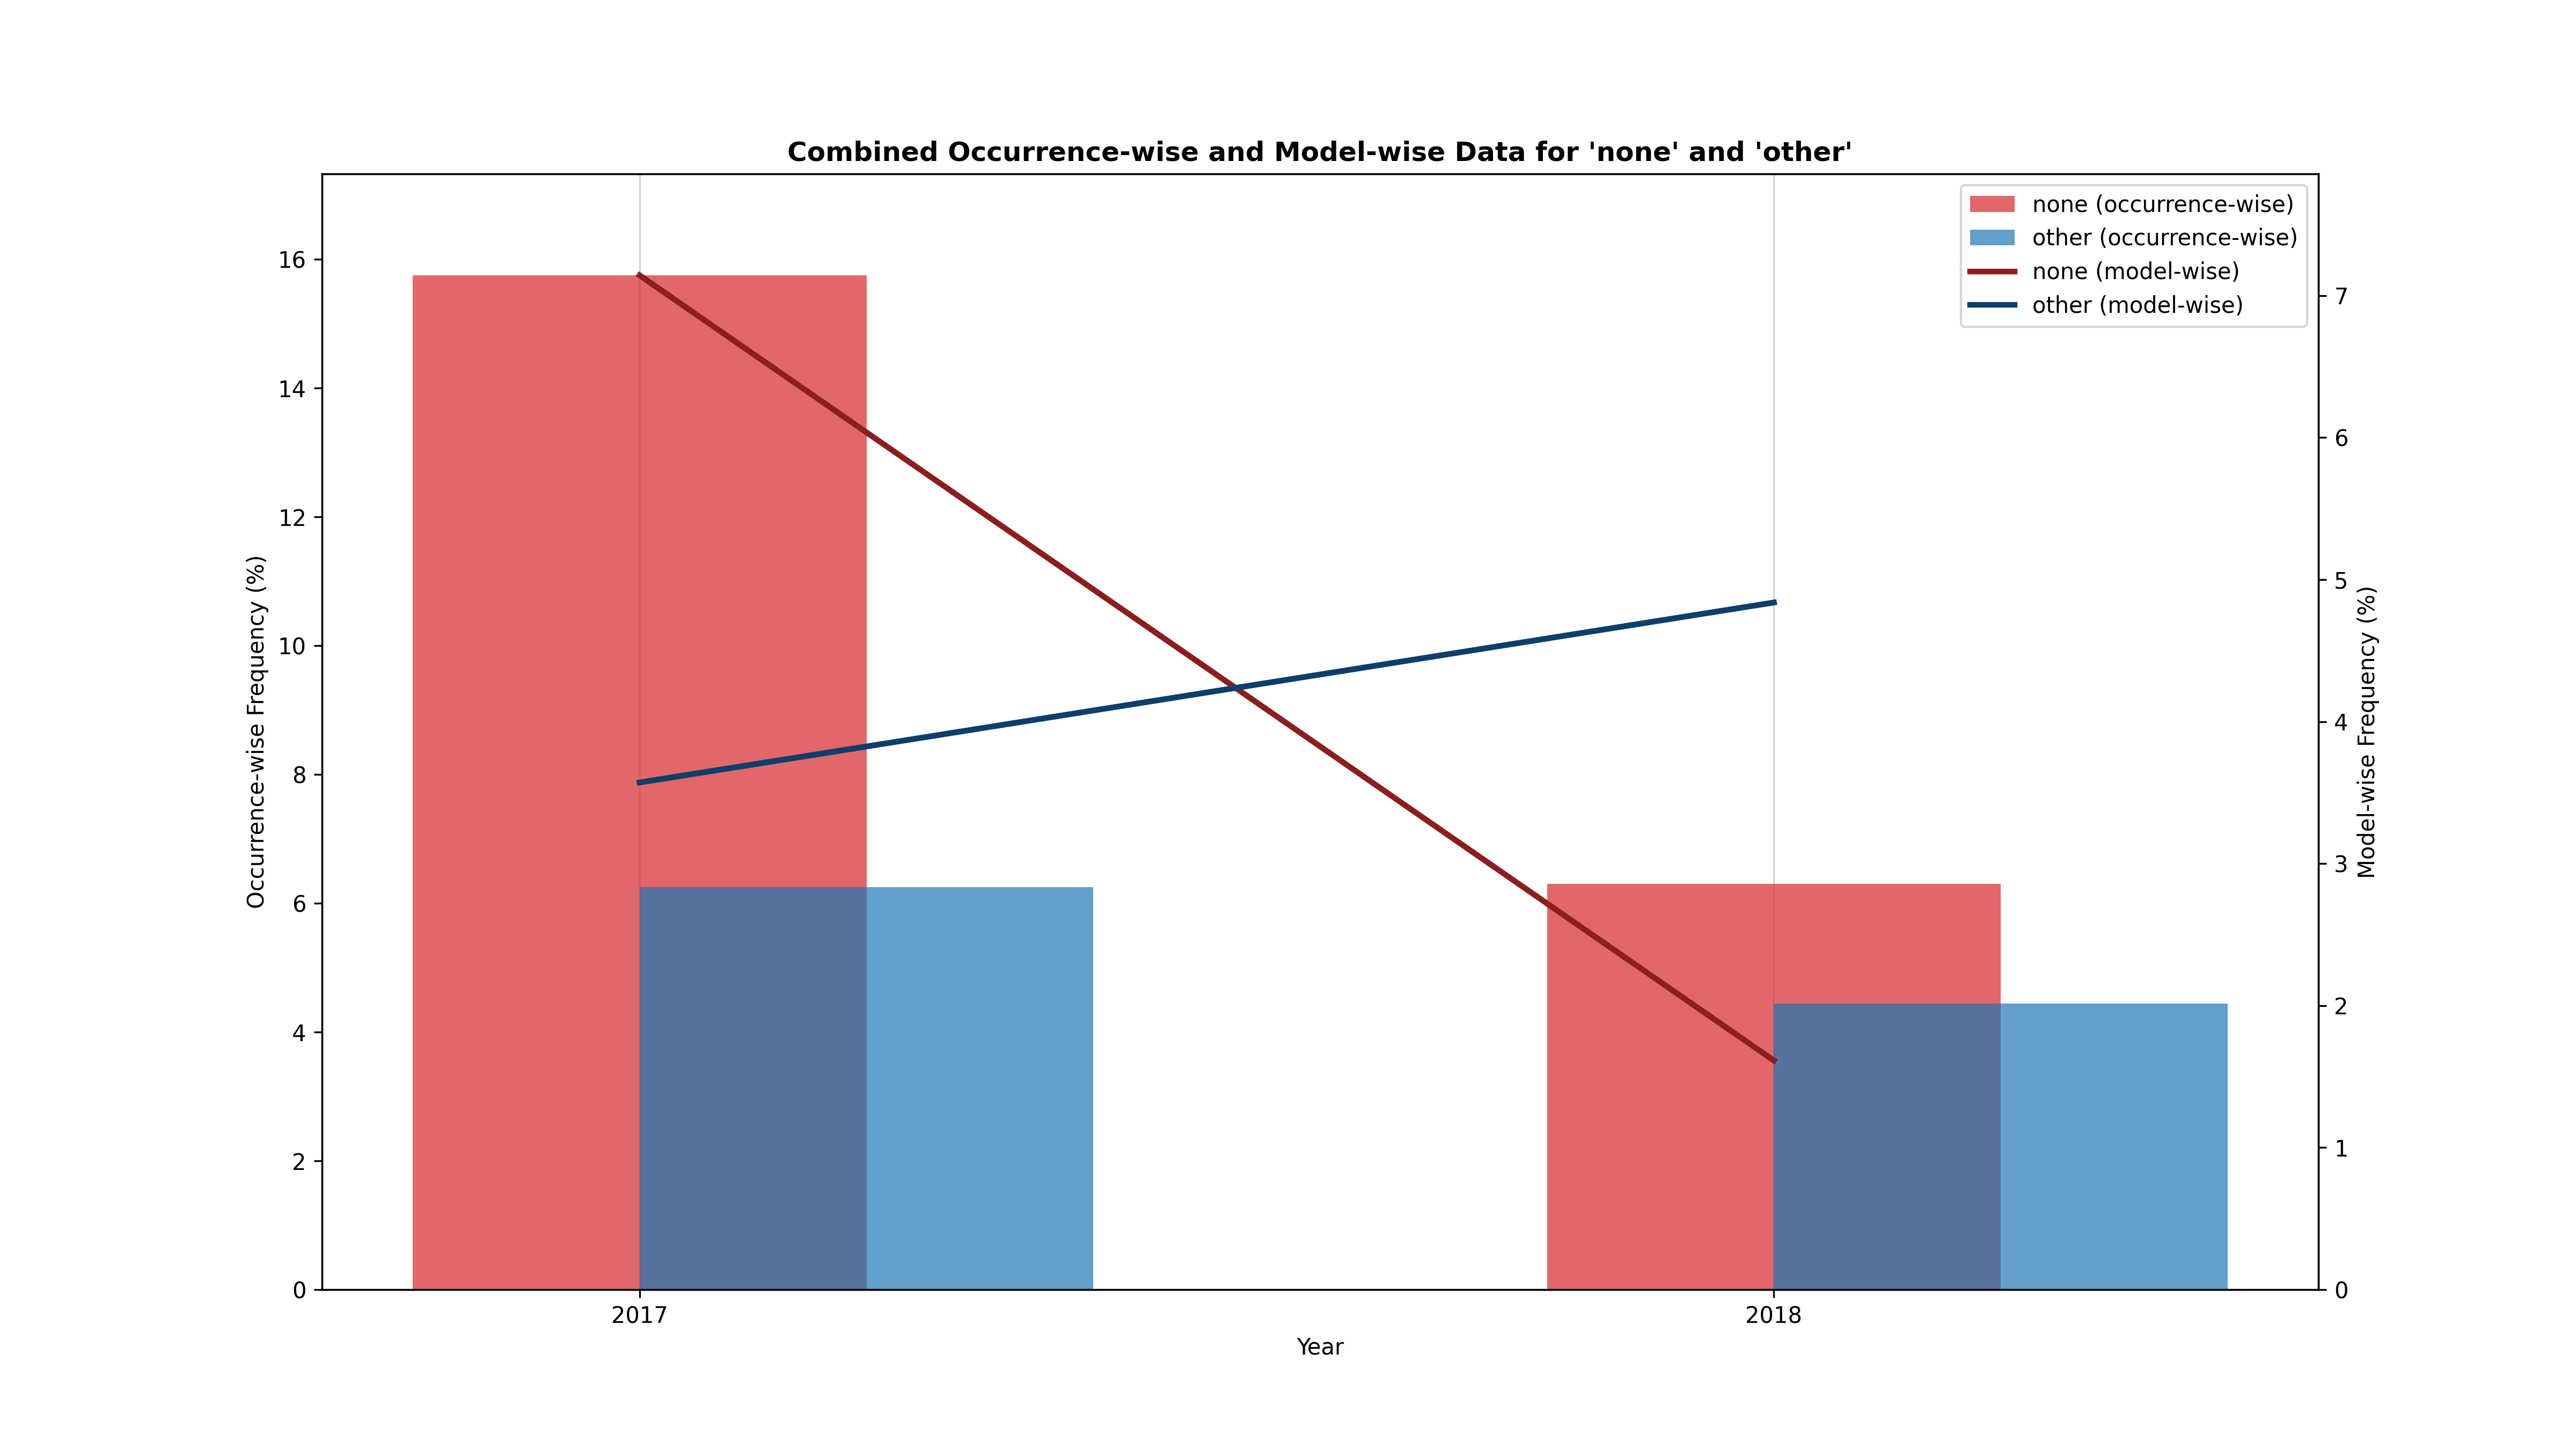 Combined Occurrence-wise and Model-wise Data for 'none' and 'other'
none (occurrence-wise)
other (occurrence-wise)
none (model-wise)
other (model-wise)
Occurrence-wise Frequency (%)
16
14
12
10
8
6
4
2
0
7
6
5
4
3
2
1
0
Model-wise Frequency (%)
2017
2018
Year